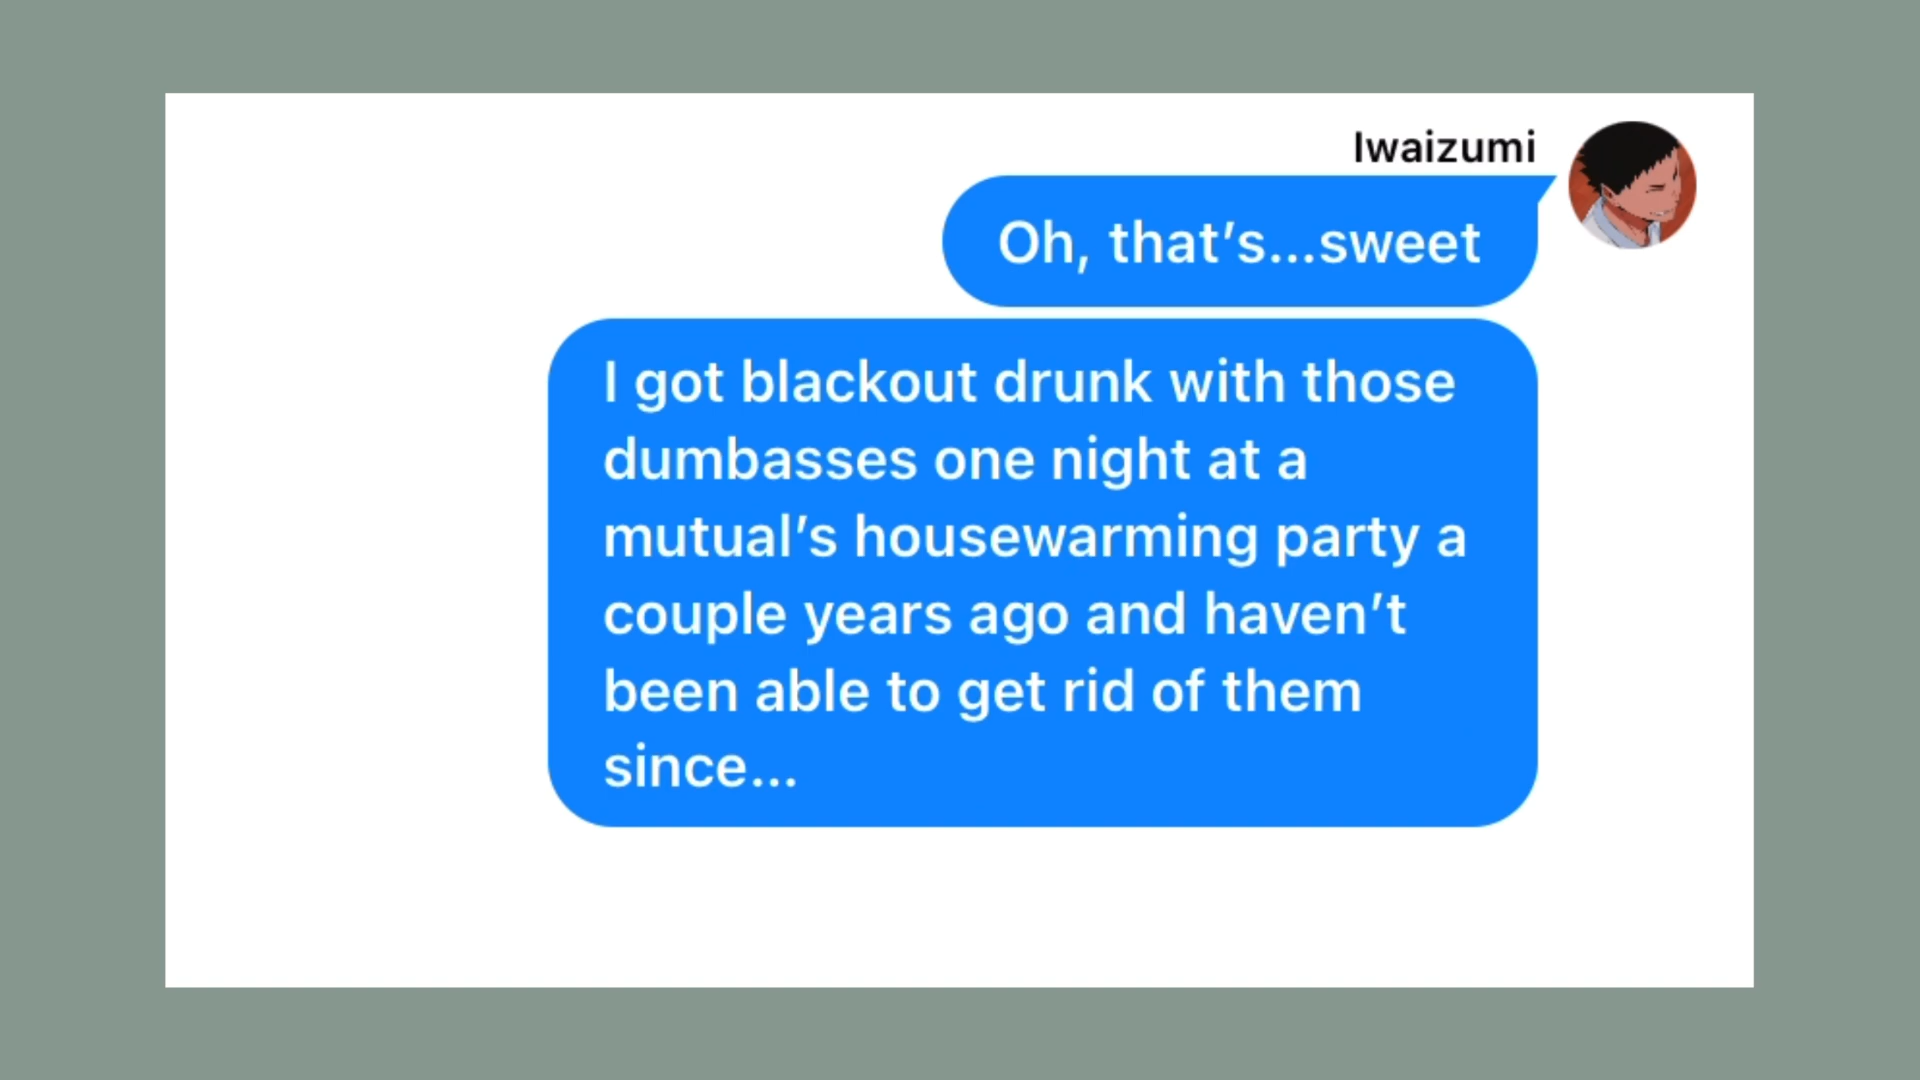 Iwaizumi
Oh, that’s...sweet
I got blackout drunk with those
dumbasses one night at a
mutual’s housewarming party a
couple years ago and haven’t
been able to get rid of them
since...